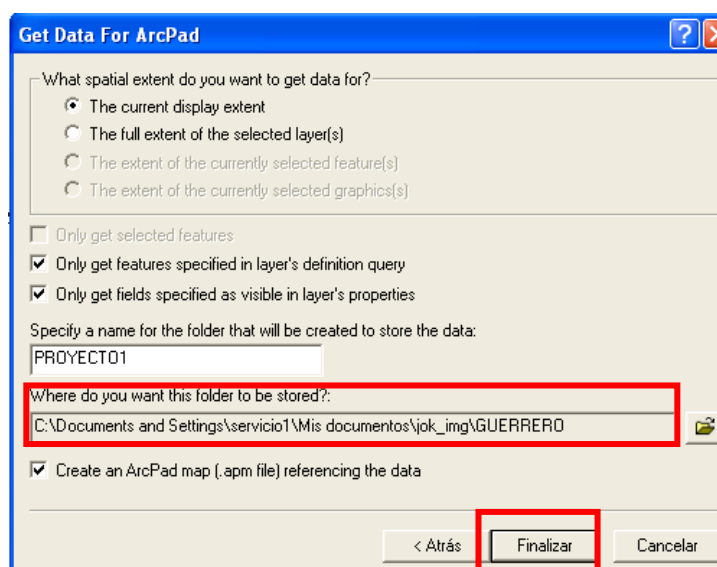 Get Data For ArcPad
What spatial extent do you want to get data for?
The current display extent
The full extent of the selected layer(s)
The extent of the currently selected feature(s)
The extent of the currently selected graphics(s)
Only get selected features
Only get features specified in layer's definition query
Only get fields specified as visible in layer's properties
Specify a name for the folder that will be created to store the data:
PROYECTO1
Where do you want this folder to be stored?:
C:\Documents and Settings\servicio1\Mis documentos\jok_img\GUERRERO
Create an ArcPad map (.apm file) referencing the data
< Atrás Finalizar Cancelar